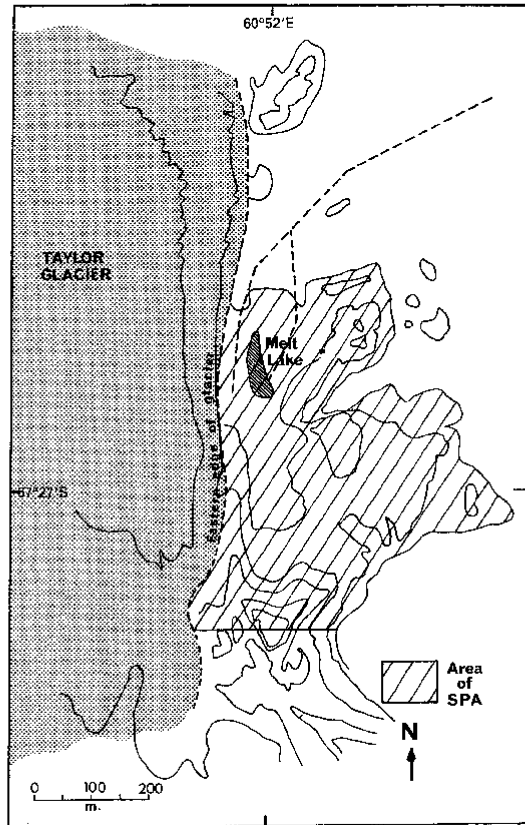 60°52'E
TAYLOR
GLACIER
Melt
Lake
Eastern edge of glacier
67°27'S
Area
of
SPA
N
0 100 200
m.